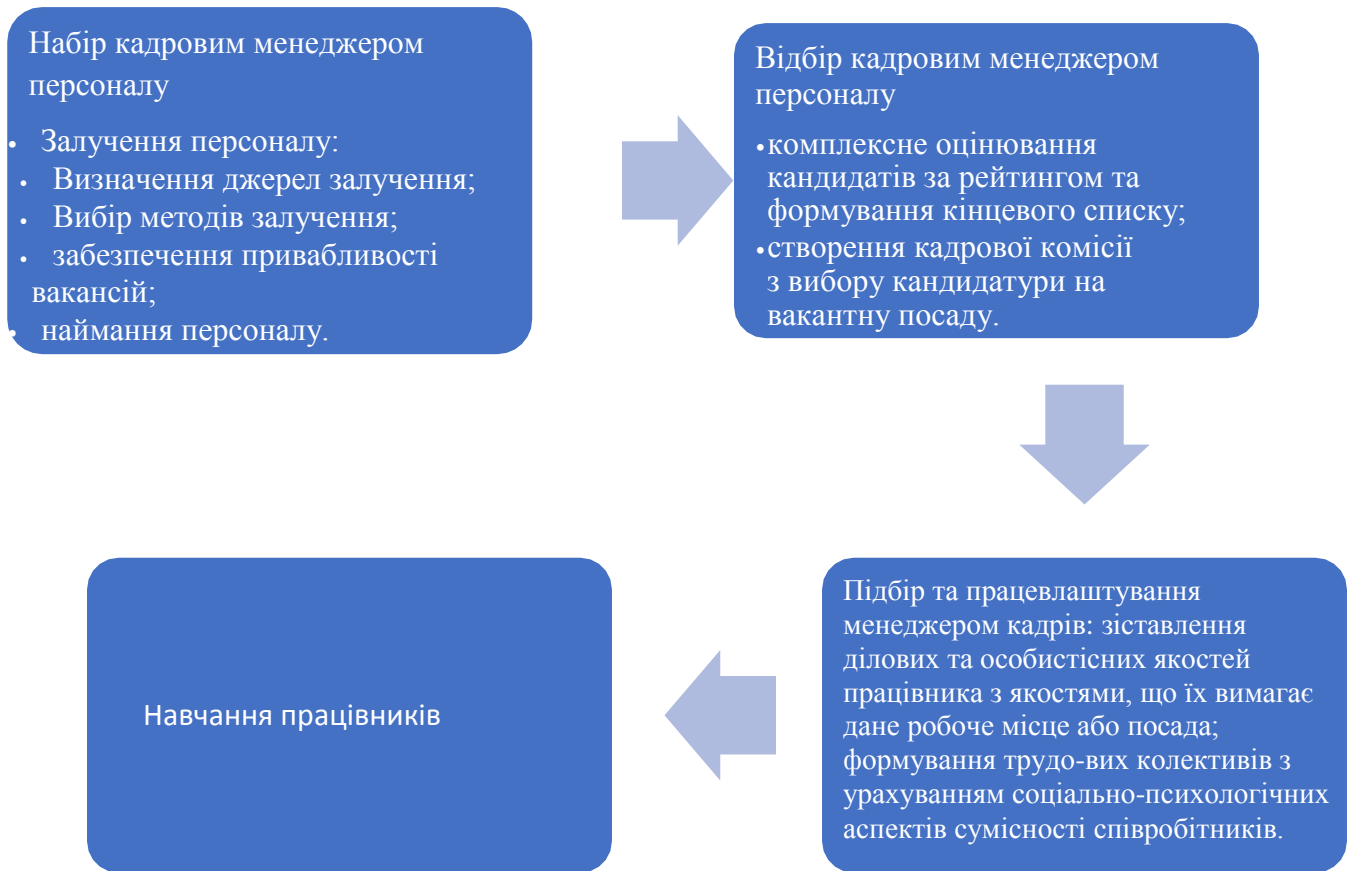 Набір кадровим менеджером
персоналу
• Залучення персоналу:
• Визначення джерел залучення;
• Вибір методів залучення;
• забезпечення привабливості
вакансій;
• наймання персоналу.
Відбір кадровим менеджером
персоналу
•комплексне оцінювання
кандидатів за рейтингом та
формування кінцевого списку;
•створення кадрової комісії
з вибору кандидатури на
вакантну посаду.
Підбір та працевлаштування
менеджером кадрів: зіставлення
ділових та особистісних якостей
працівника з якостями, що їх вимагає
дане робоче місце або посада;
формування трудо-вих колективів з
урахуванням соціально-психологічних
аспектів сумісності співробітників.
Навчання працівників